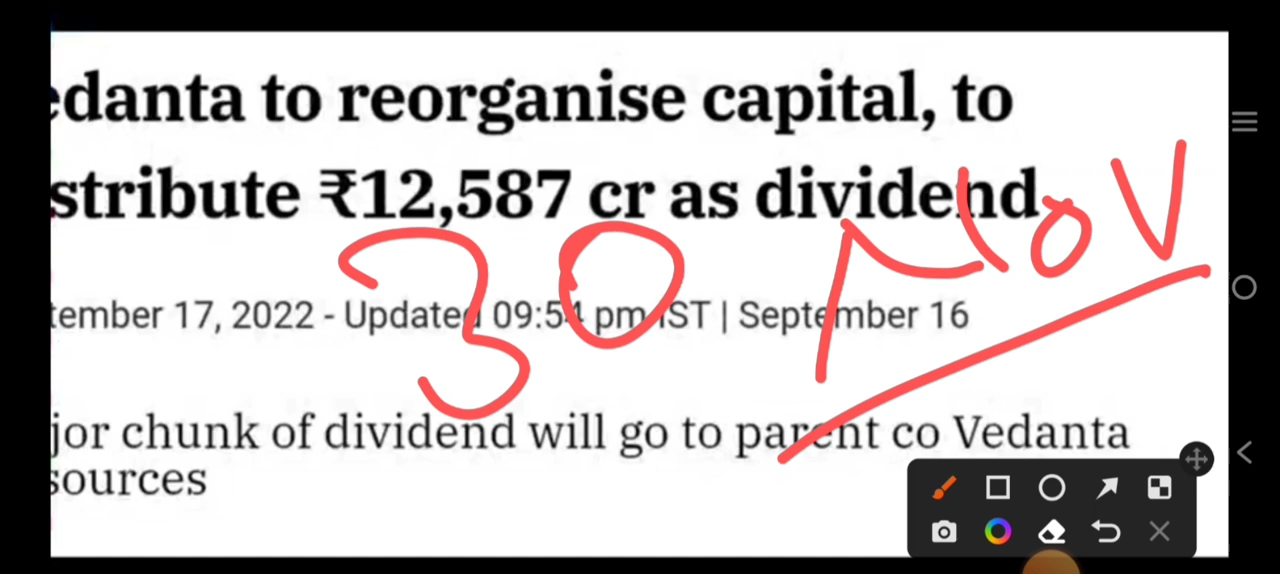 edanta to reorganise capital, to
stribute ₹12,587 cr as dividend
30 NOV
tember 17, 2022 - Updated 09:54 pm IST | September 16
jor chunk of dividend will go to parent co Vedanta
sources